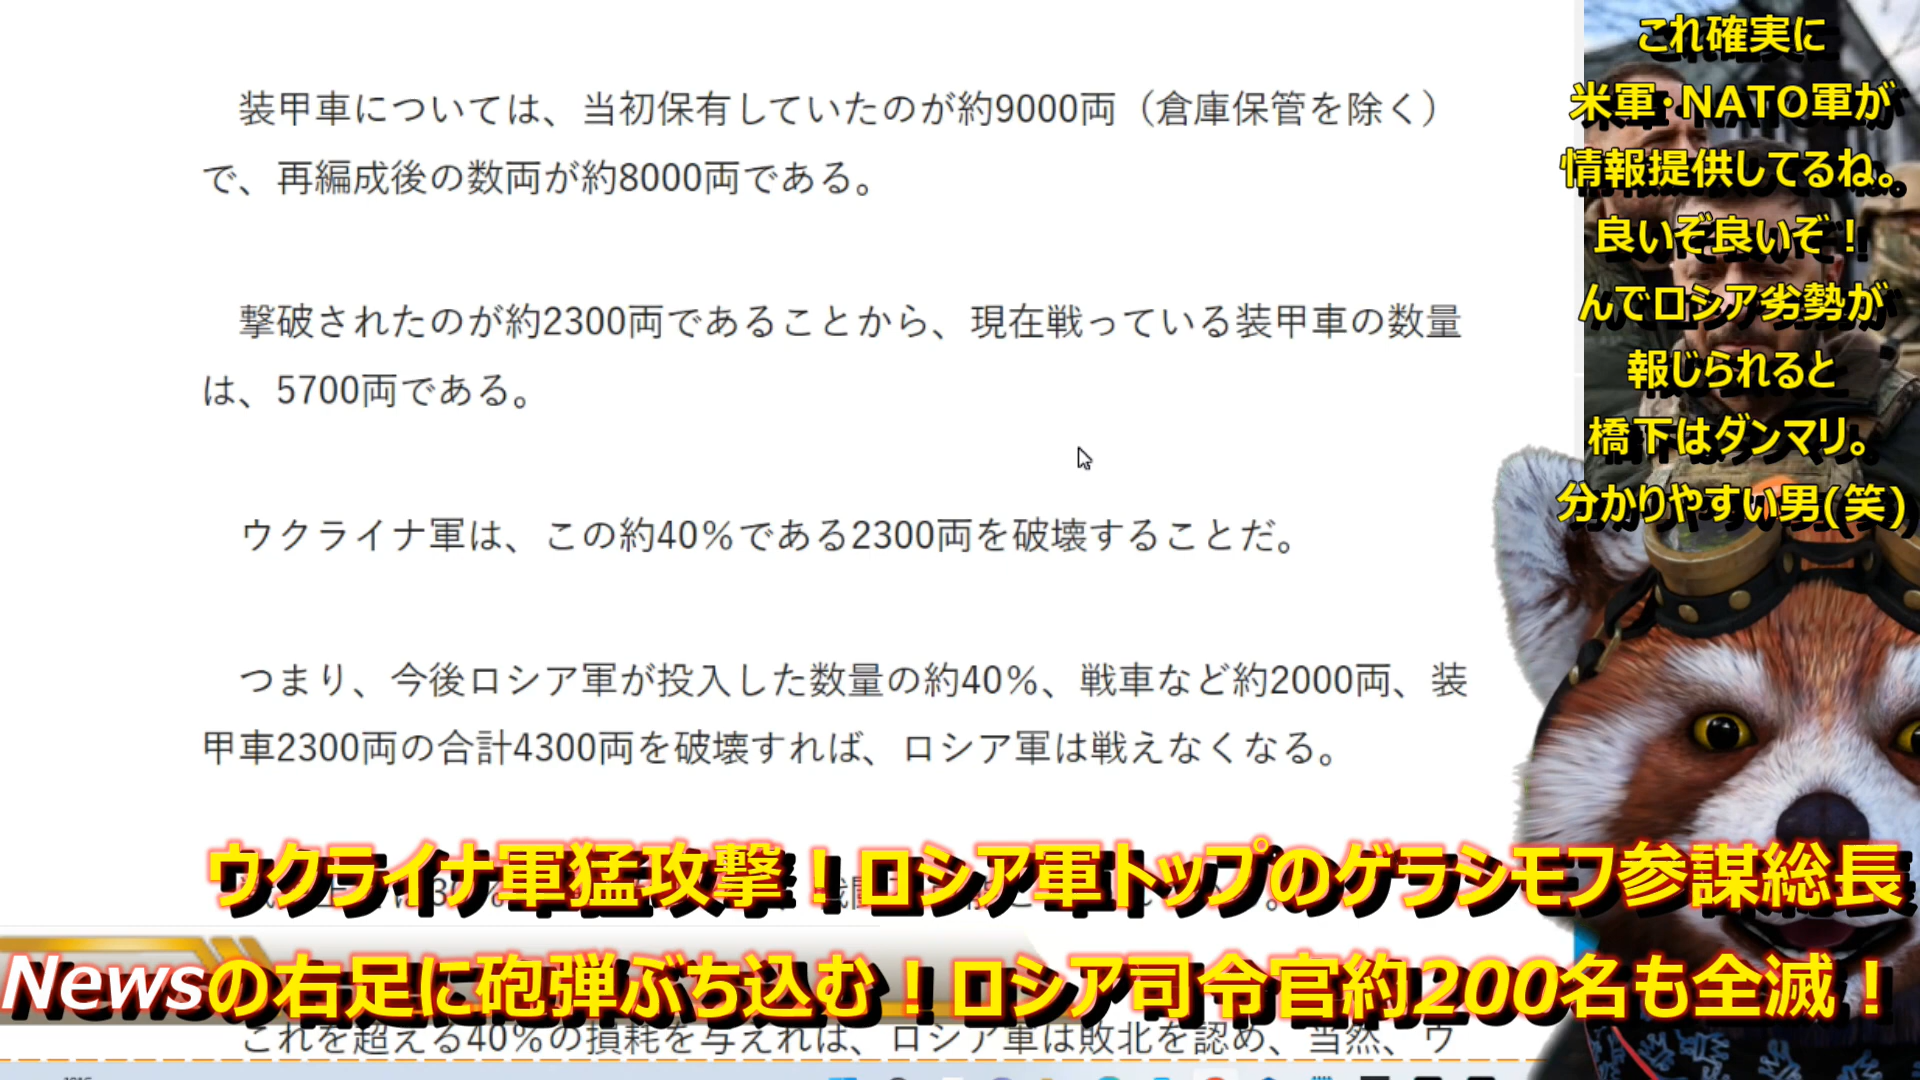 装甲車については、当初保有していたのが約9000両（倉庫保管を除く）
で、再編成後の数両が約8000両である。
撃破されたのが約2300両であることから、現在戦っている装甲車の数量
は、5700両である。
ウクライナ軍は、この約40％である2300両を破壊することだ。
つまり、今後ロシア軍が投入した数量の約40％、戦車など約2000両、装
甲車2300両の合計4300両を破壊すれば、ロシア軍は戦えなくなる。
これを超える40％の損耗を与えれば、ロシア軍は敗北を認め、当然、ウ
これ確実に
米軍・NATO軍が
情報提供してるね。
良いぞ良いぞ！
んでロシア劣勢が
報じられると
橋下はダンマリ。
分かりやすい男(笑)
ウクライナ軍猛攻撃！ロシア軍トップのゲラシモフ参謀総長
Newsの右足に砲弾ぶち込む！ロシア司令官約200名も全滅！